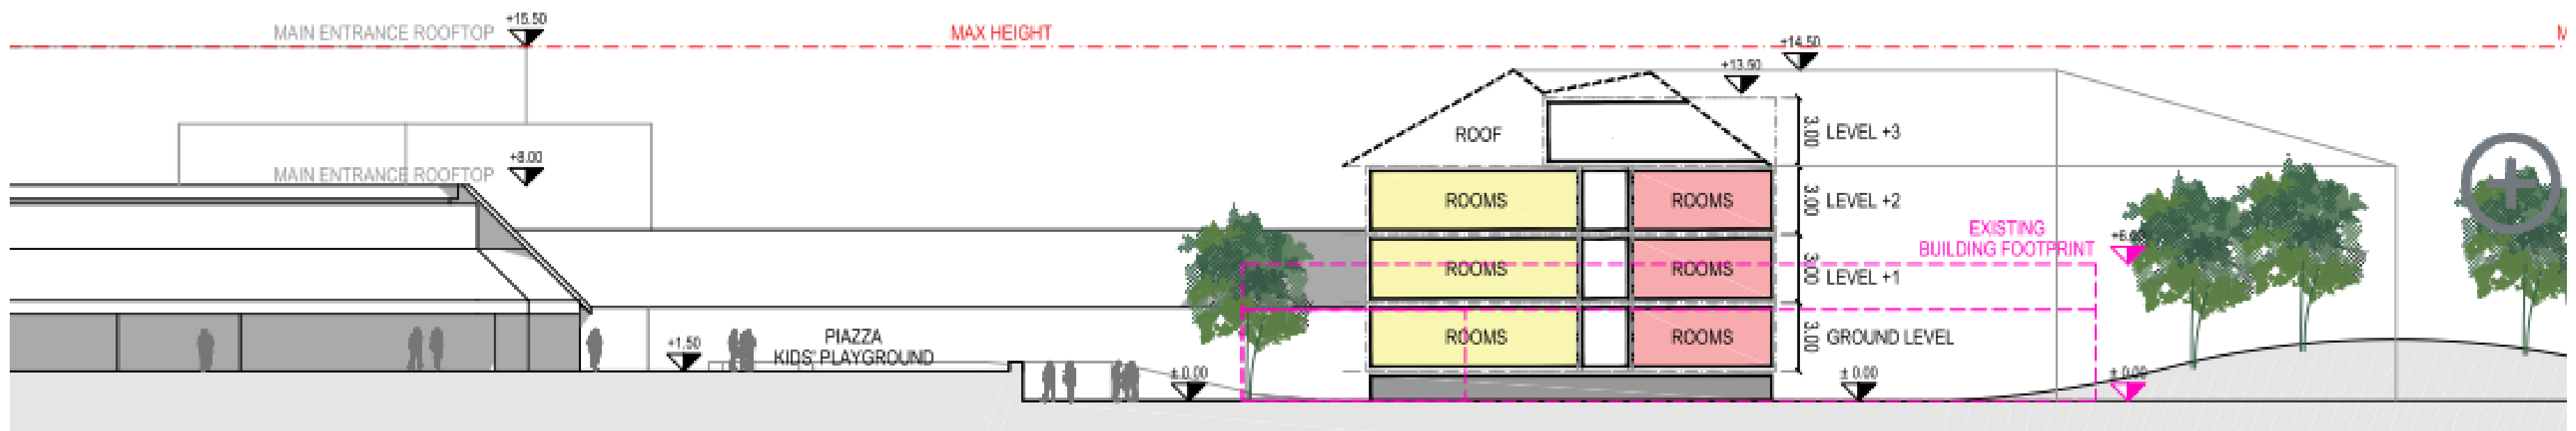 MAIN ENTRANCE ROOFTOP
+15.50
MAX HEIGHT
+14.50
+13.50
ROOF
3.00
LEVEL +3
MAIN ENTRANCE ROOFTOP
+8.00
ROOMS
ROOMS
3.00
LEVEL +2
EXISTING
BUILDING FOOTPRINT
ROOMS
ROOMS
3.00
LEVEL +1
+1.50
PIAZZA
KIDS' PLAYGROUND
ROOMS
ROOMS
3.00
GROUND LEVEL
± 0.00
± 0.00
± 0.00